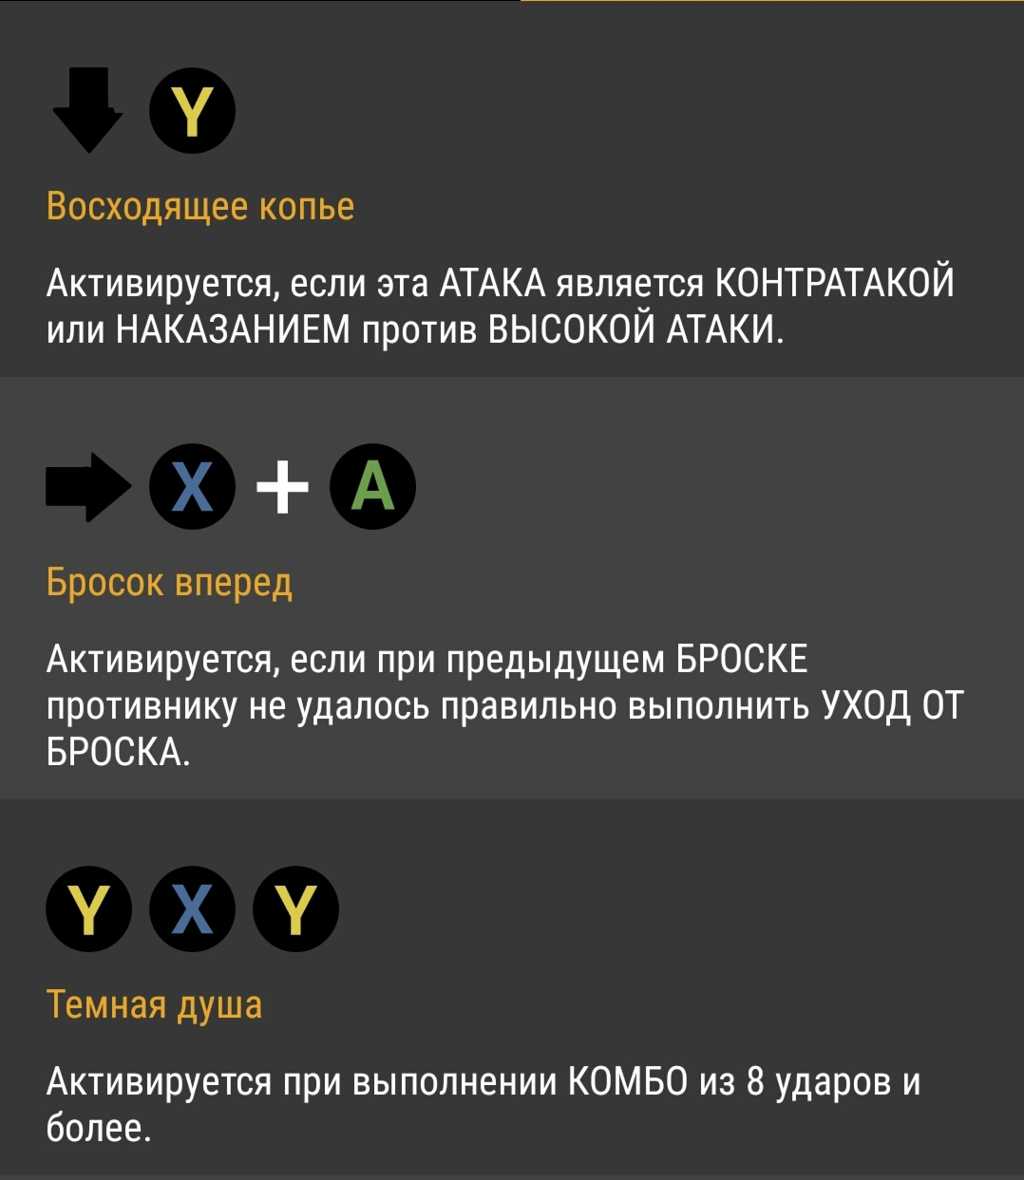 Y
Восходящее копье
Активируется, если эта АТАКА является КОНТРАТАКОЙ
или НАКАЗАНИЕМ против ВЫСОКОЙ АТАКИ.
X + A
Бросок вперед
Активируется, если при предыдущем БРОСКЕ
противнику не удалось правильно выполнить УХОД ОТ
БРОСКА.
Y X Y
Темная душа
Активируется при выполнении КОМБО из 8 ударов и
более.